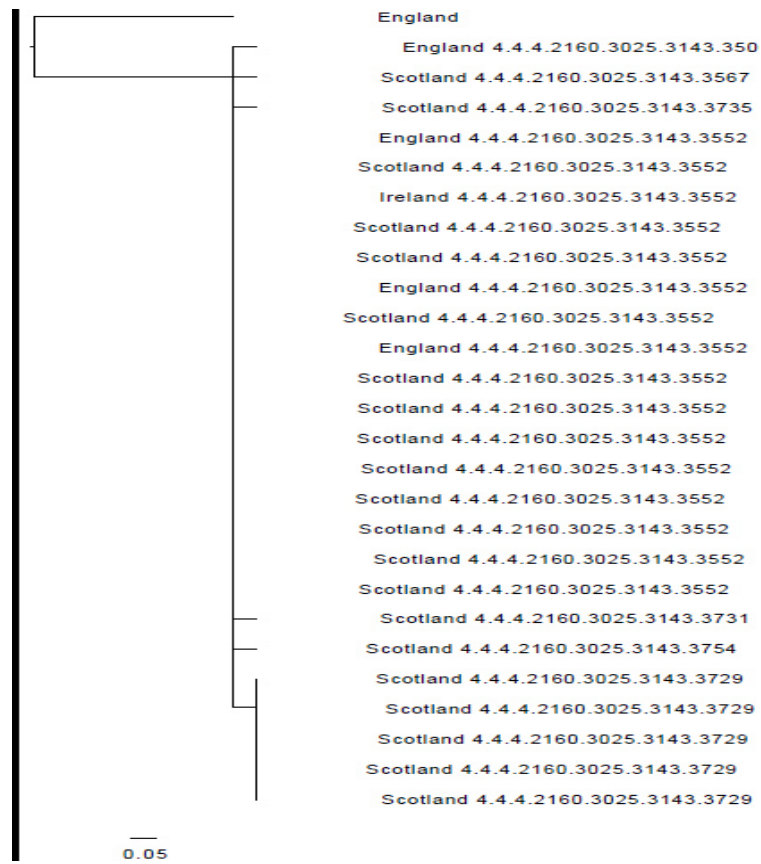 England
England 4.4.4.2160.3025.3143.350
Scotland 4.4.4.2160.3025.3143.3567
Scotland 4.4.4.2160.3025.3143.3735
England 4.4.4.2160.3025.3143.3552
Scotland 4.4.4.2160.3025.3143.3552
Ireland 4.4.4.2160.3025.3143.3552
Scotland 4.4.4.2160.3025.3143.3552
Scotland 4.4.4.2160.3025.3143.3552
England 4.4.4.2160.3025.3143.3552
Scotland 4.4.4.2160.3025.3143.3552
England 4.4.4.2160.3025.3143.3552
Scotland 4.4.4.2160.3025.3143.3552
Scotland 4.4.4.2160.3025.3143.3552
Scotland 4.4.4.2160.3025.3143.3552
Scotland 4.4.4.2160.3025.3143.3552
Scotland 4.4.4.2160.3025.3143.3552
Scotland 4.4.4.2160.3025.3143.3552
Scotland 4.4.4.2160.3025.3143.3552
Scotland 4.4.4.2160.3025.3143.3552
Scotland 4.4.4.2160.3025.3143.3731
Scotland 4.4.4.2160.3025.3143.3754
Scotland 4.4.4.2160.3025.3143.3729
Scotland 4.4.4.2160.3025.3143.3729
Scotland 4.4.4.2160.3025.3143.3729
Scotland 4.4.4.2160.3025.3143.3729
Scotland 4.4.4.2160.3025.3143.3729
0.05